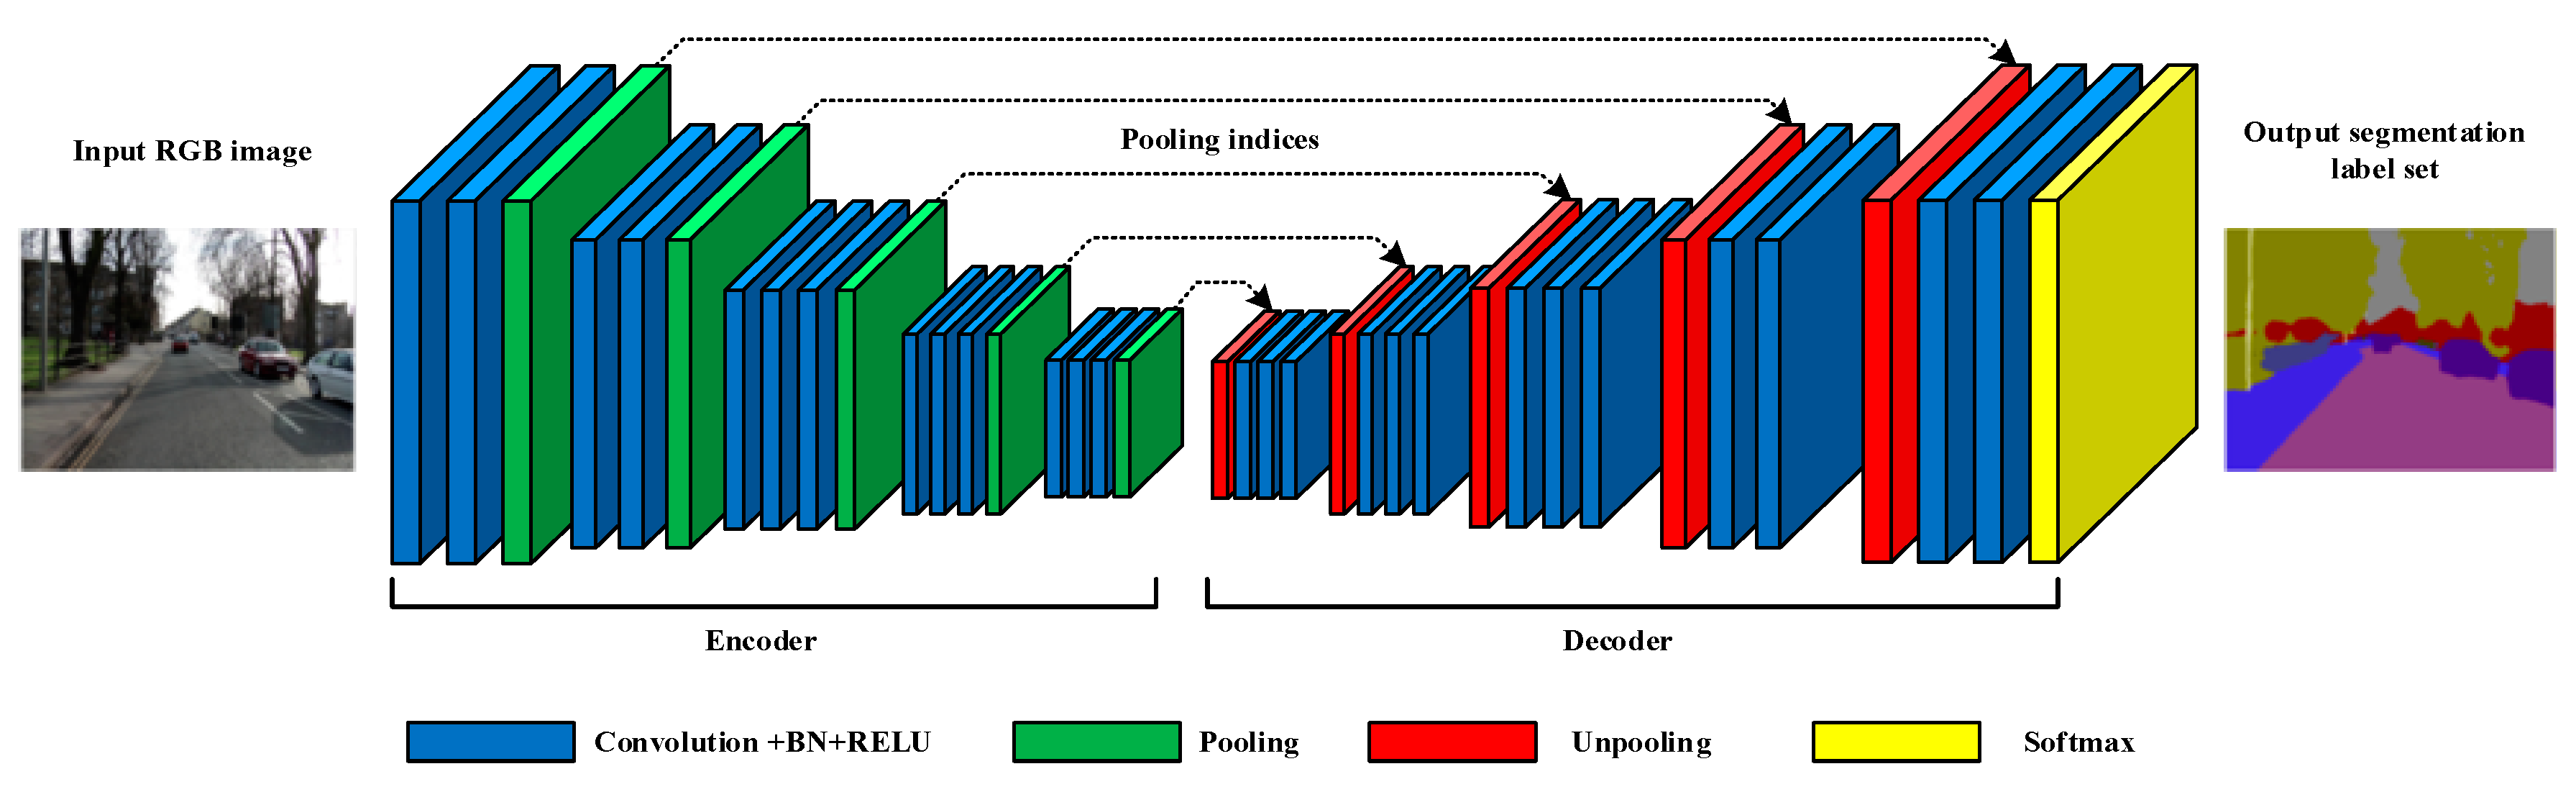 Input RGB image
Pooling indices
Output segmentation
label set
Encoder
Decoder
Convolution +BN+RELU
Pooling
Unpooling
Softmax